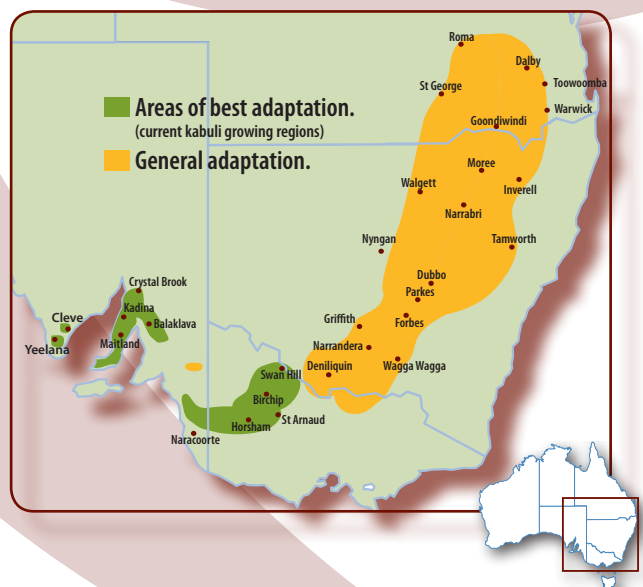 Roma
Dalby
St George
Toowoomba
Areas of best adaptation.
(current kabuli growing regions)
Warwick
Goondiwindi
General adaptation.
Moree
Walgett
Inverell
Narrabri
Nyngan
Tamworth
Dubbo
Crystal Brook
Parkes
Kadina
Cleve
Balaklava
Griffith
Forbes
Yeelana
Maitland
Narrandera
Swan Hill
Deniliquin
Wagga Wagga
Birchip
St Arnaud
Horsham
Naracoorte